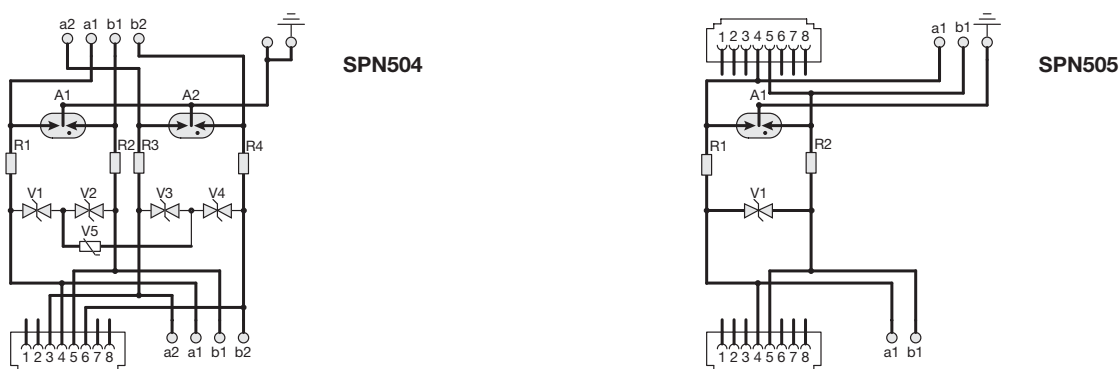 a2 a1 b1 b2
SPN504
A1 A2
R1 R2 R3 R4
V1 V2 V3 V4
V5
1 2 3 4 5 6 7 8
a2 a1 b1 b2
1 2 3 4 5 6 7 8
a1 b1
SPN505
A1
R1 R2
V1
1 2 3 4 5 6 7 8
a1 b1